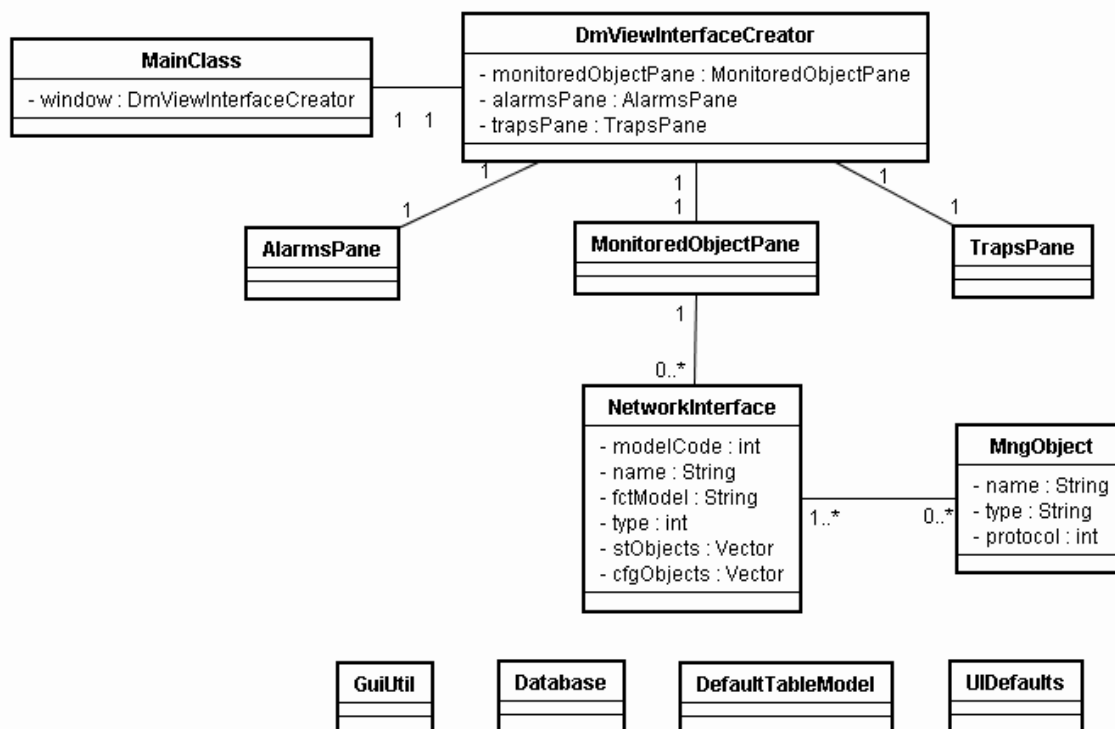 DmViewInterfaceCreator
- monitoredObjectPane : MonitoredObjectPane
- alarmsPane : AlarmsPane
- trapsPane : TrapsPane
MainClass
- window : DmViewInterfaceCreator
1 1
1
1
1
1
1
1
AlarmsPane
MonitoredObjectPane
TrapsPane
1
0..*
NetworkInterface
- modelCode : int
- name : String
- fctModel : String
- type : int
- stObjects : Vector
- cfgObjects : Vector
1..*
0..*
MngObject
- name : String
- type : String
- protocol : int
GuiUtil
Database
DefaultTableModel
UIDefaults